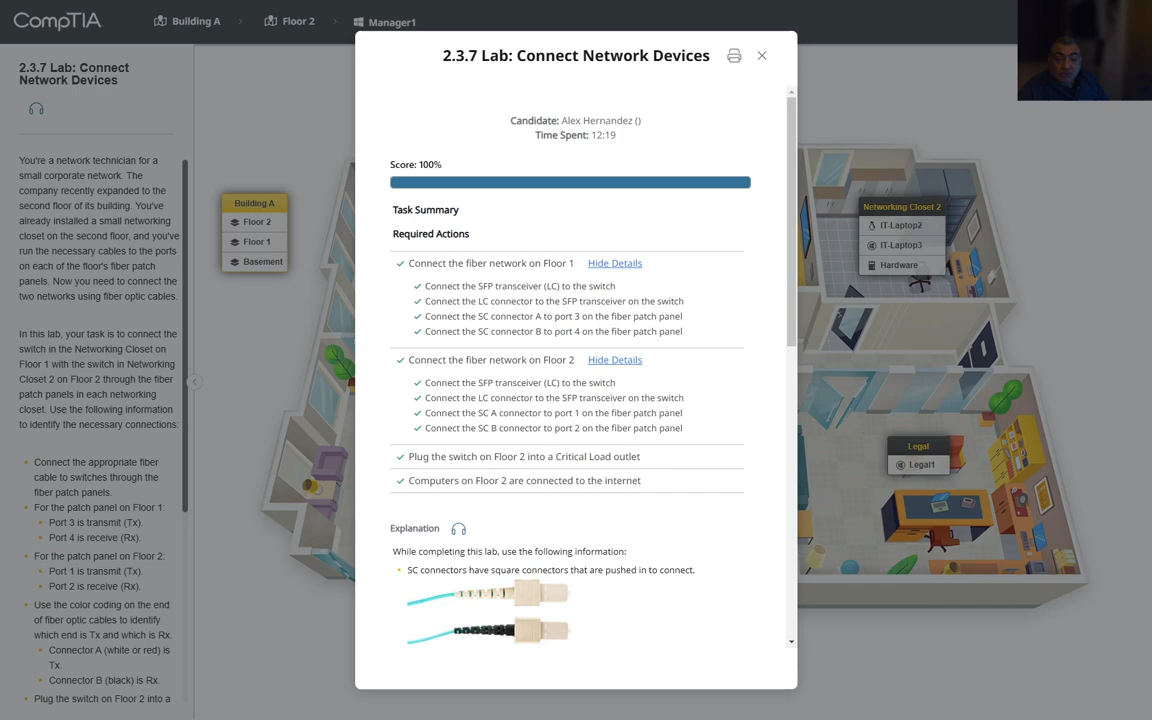 CompTIA
Building A
Floor 2
Manager1
2.3.7 Lab: Connect
Network Devices
You're a network technician for a
small corporate network. The
company recently expanded to the
second floor of its building. You've
already installed a small networking
closet on the second floor, and you've
run the necessary cables to the ports
on each of the floor's fiber patch
panels. Now you need to connect the
two networks using fiber optic cables.
In this lab, your task is to connect the
switch in the Networking Closet on
Floor 1 with the switch in Networking
Closet 2 on Floor 2 through the fiber
patch panels in each networking
closet. Use the following information
to identify the necessary connections:
Connect the appropriate fiber
cable to switches through the
fiber patch panels.
For the patch panel on Floor 1:
Port 3 is transmit (Tx).
Port 4 is receive (Rx).
For the patch panel on Floor 2:
Port 1 is transmit (Tx).
Port 2 is receive (Rx).
Use the color coding on the end
of fiber optic cables to identify
which end is Tx and which is Rx.
Connector A (white or red) is
Tx.
Connector B (black) is Rx.
Plug the switch on Floor 2 into a
Building A
Floor 2
Floor 1
Basement
2.3.7 Lab: Connect Network Devices
Candidate: Alex Hernandez ()
Time Spent: 12:19
Score: 100%
Task Summary
Required Actions
Connect the fiber network on Floor 1 Hide Details
Connect the SFP transceiver (LC) to the switch
Connect the LC connector to the SFP transceiver on the switch
Connect the SC connector A to port 3 on the fiber patch panel
Connect the SC connector B to port 4 on the fiber patch panel
Connect the fiber network on Floor 2 Hide Details
Connect the SFP transceiver (LC) to the switch
Connect the LC connector to the SFP transceiver on the switch
Connect the SC A connector to port 1 on the fiber patch panel
Connect the SC B connector to port 2 on the fiber patch panel
Plug the switch on Floor 2 into a Critical Load outlet
Computers on Floor 2 are connected to the internet
Explanation
While completing this lab, use the following information:
SC connectors have square connectors that are pushed in to connect.
Networking Closet 2
IT-Laptop2
IT-Laptop3
Hardware
Legal
Legal1